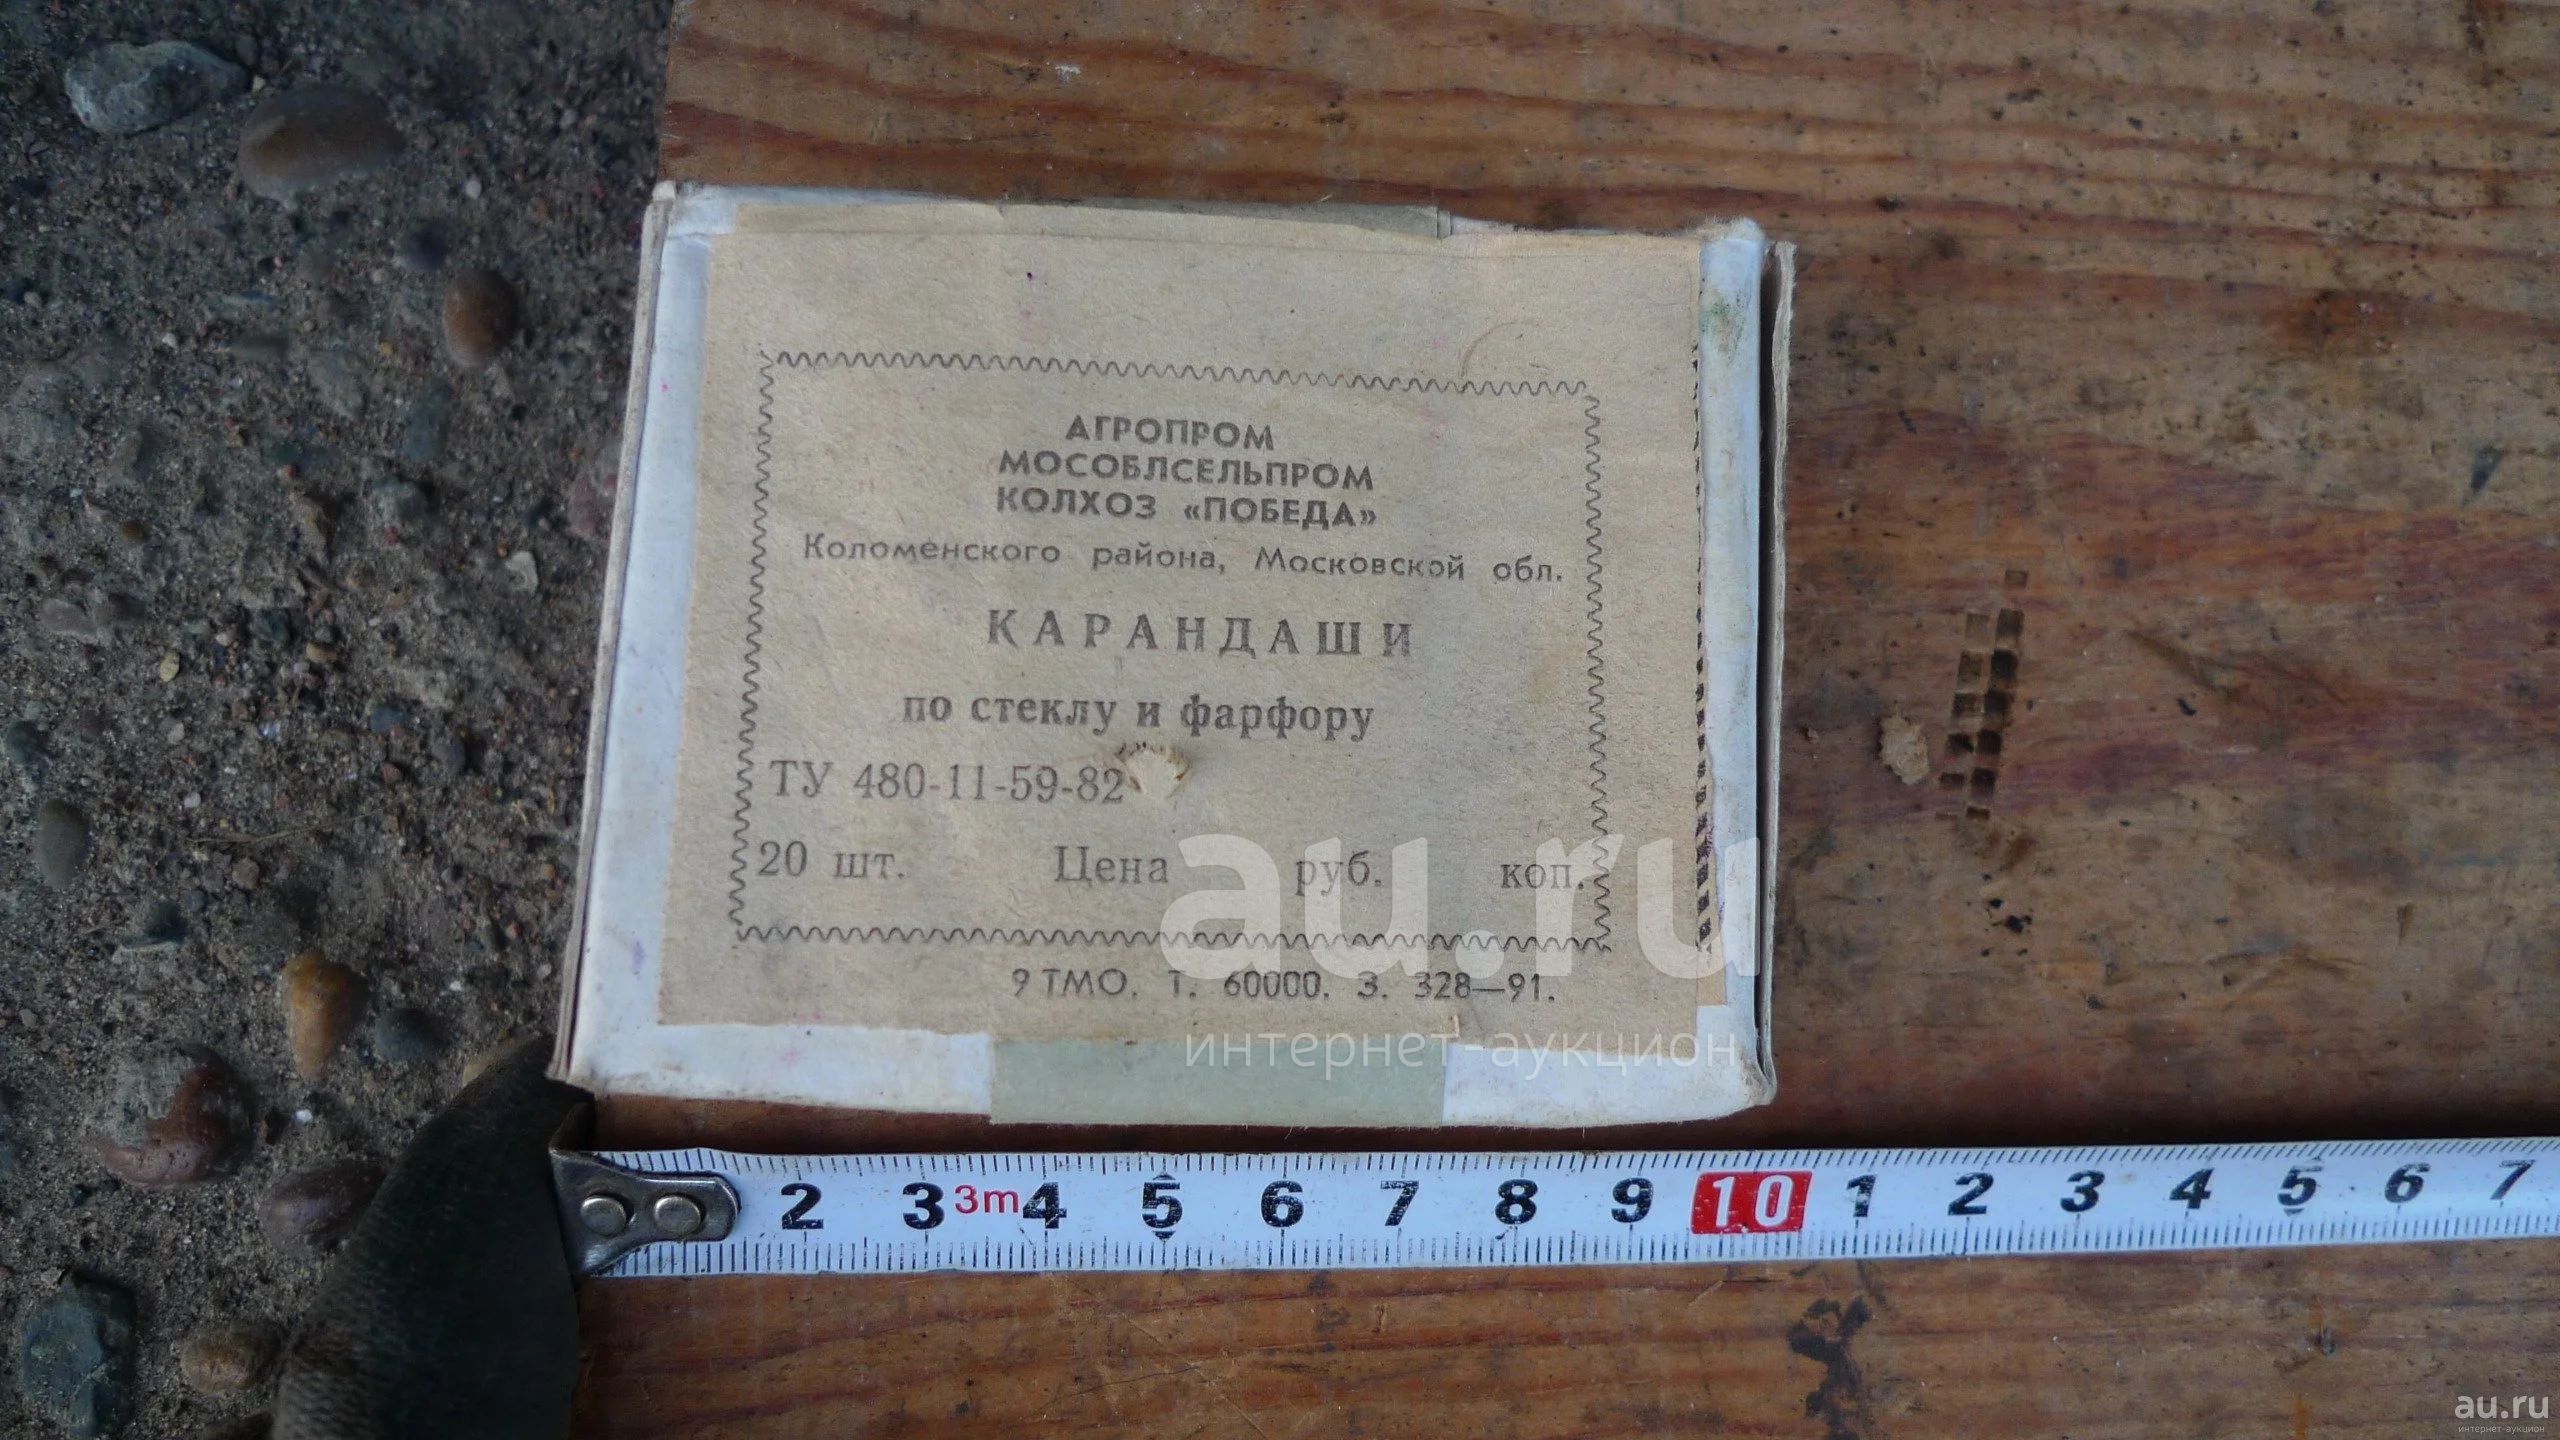 АГРОПРОМ
МОСОБЛСЕЛЬПРОМ
КОЛХОЗ «ПОБЕДА»
Коломенского района, Московской обл.
КАРАНДАШИ
по стеклу и фарфору
ТУ 480-11-59-82
20 шт. Цена руб. коп.
9 ТМО. Т. 60000. З. 328—91.
au.ru
интернет-аукцион
2 3 3m 4 5 6 7 8 9 10 1 2 3 4 5 6 7
au.ru
интернет-аукцион